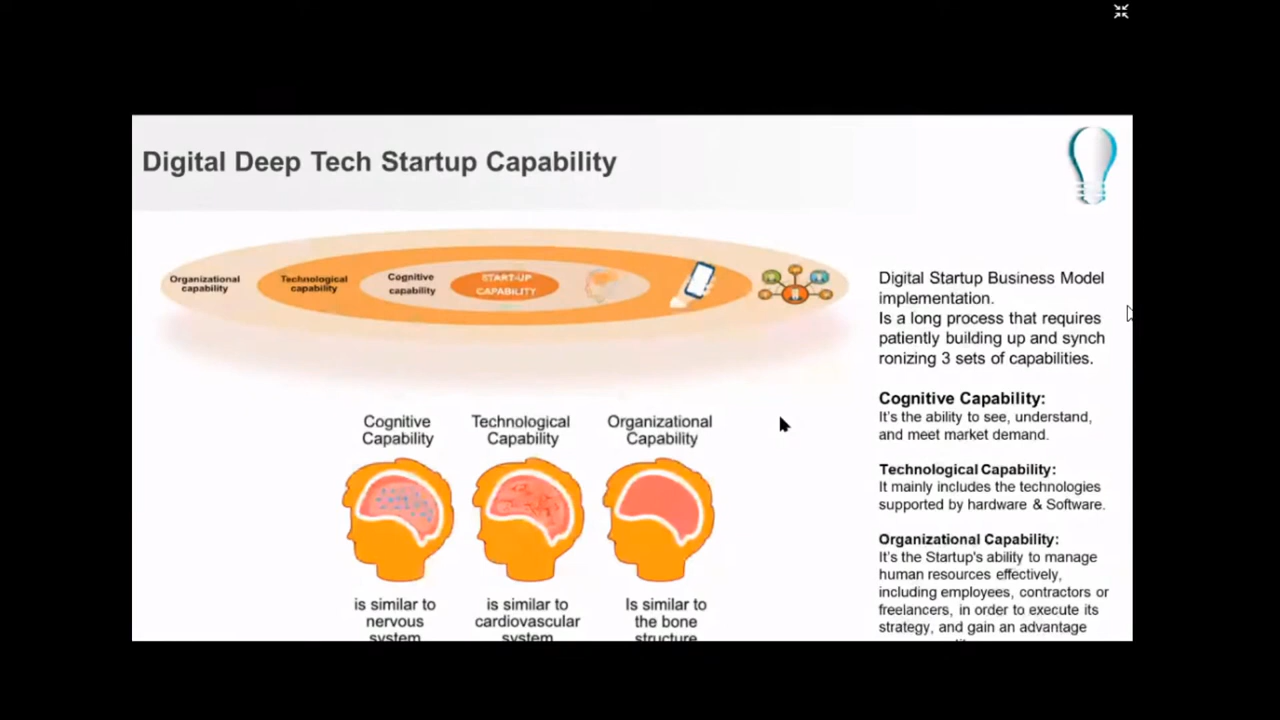 Digital Deep Tech Startup Capability
Organizational
capability
Technological
capability
Cognitive
capability
START-UP
CAPABILITY
Digital Startup Business Model
implementation.
Is a long process that requires
patiently building up and synch
ronizing 3 sets of capabilities.
Cognitive Capability:
It's the ability to see, understand,
and meet market demand.
Technological Capability:
It mainly includes the technologies
supported by hardware & Software.
Organizational Capability:
It's the Startup's ability to manage
human resources effectively,
including employees, contractors or
freelancers, in order to execute its
strategy, and gain an advantage
Cognitive
Capability
Technological
Capability
Organizational
Capability
is similar to
nervous
system
is similar to
cardiovascular
system
Is similar to
the bone
structure